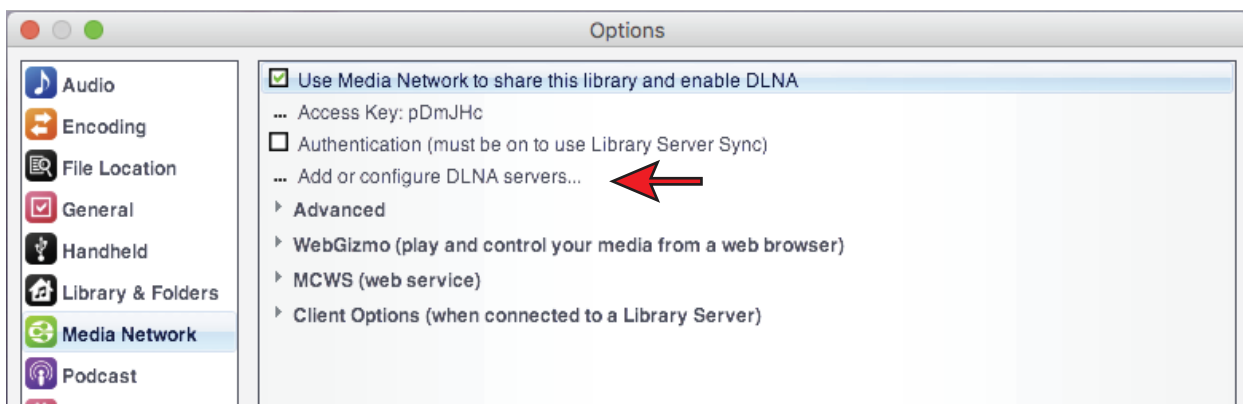 Options
Audio
Encoding
File Location
General
Handheld
Library & Folders
Media Network
Podcast
Use Media Network to share this library and enable DLNA
... Access Key: pDmJHc
Authentication (must be on to use Library Server Sync)
... Add or configure DLNA servers...
Advanced
WebGizmo (play and control your media from a web browser)
MCWS (web service)
Client Options (when connected to a Library Server)